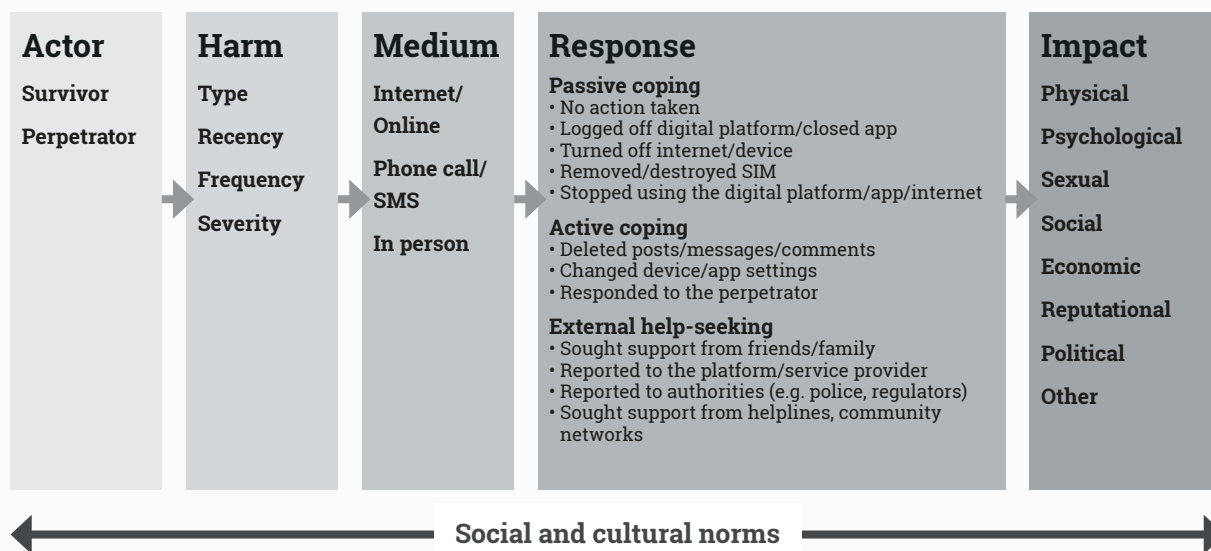 Actor
Survivor
Perpetrator
Harm
Type
Recency
Frequency
Severity
Medium
Internet/
Online
Phone call/
SMS
In person
Response
Passive coping
• No action taken
• Logged off digital platform/closed app
• Turned off internet/device
• Removed/destroyed SIM
• Stopped using the digital platform/app/internet
Active coping
• Deleted posts/messages/comments
• Changed device/app settings
• Responded to the perpetrator
External help-seeking
• Sought support from friends/family
• Reported to the platform/service provider
• Reported to authorities (e.g. police, regulators)
• Sought support from helplines, community
networks
Impact
Physical
Psychological
Sexual
Social
Economic
Reputational
Political
Other
Social and cultural norms